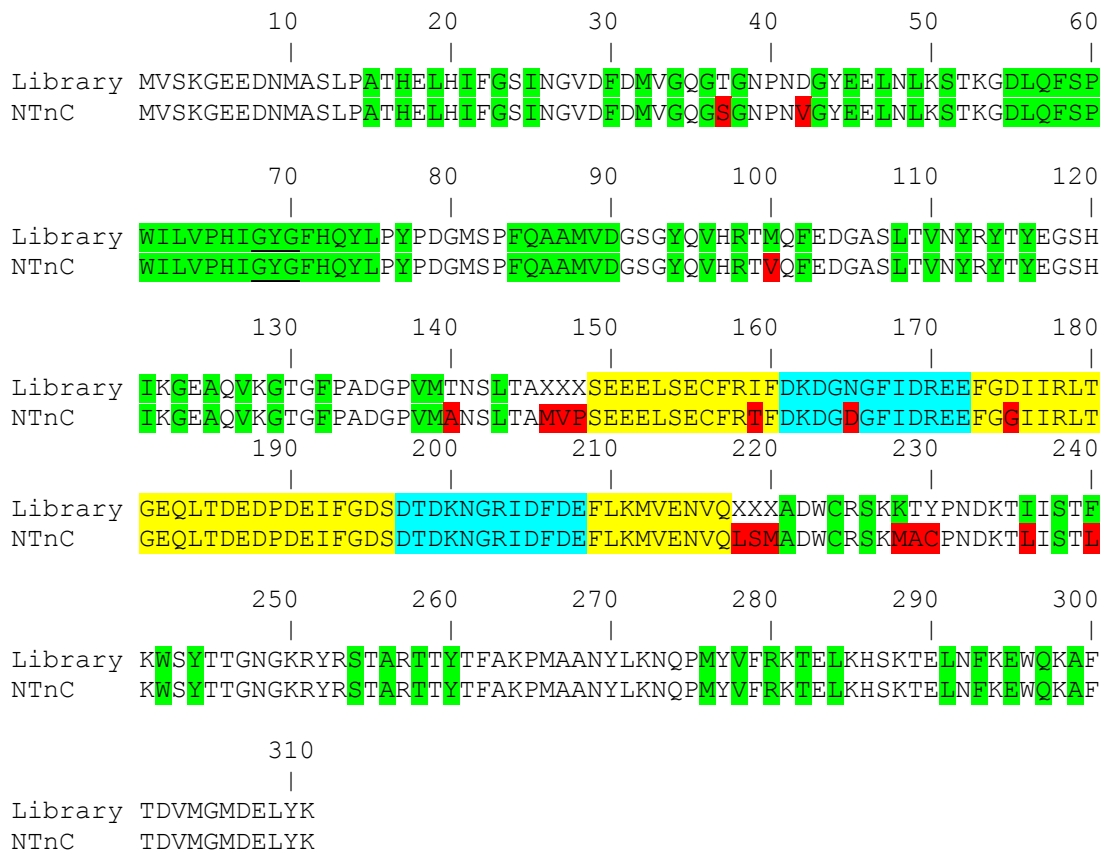 10 20 30 40 50 60
| | | | | |
Library MVSKGEEDNMASLPATHELHIFGSINGVDFDMVGQGTGNPNDGYEELNLKSTKGDLQFSP
NTnC MVSKGEEDNMASLPATHELHIFGSINGVDFDMVGQGSGNPNVGYEELNLKSTKGDLQFSP
70 80 90 100 110 120
| | | | | |
Library WILVPHIGYGFHQYLPYPDGMSPFQAAMVDGSGYQVHRTMQFEDGASLTVNYRYTYEGSH
NTnC WILVPHIGYGFHQYLPYPDGMSPFQAAMVDGSGYQVHRTVQFEDGASLTVNYRYTYEGSH
130 140 150 160 170 180
| | | | | |
Library IKGEAQVKGTGFPADGPVMTNSLTAXXXSEEELSECFRIFDKDGNGFIDREEFGDIIRLT
NTnC IKGEAQVKGTGFPADGPVMANSLTAMVPSEEELSECFRTFDKDGDGFIDREEFGGIIRLT
190 200 210 220 230 240
| | | | | |
Library GEQLTDEDPDEIFGDSDTDKNGRIDFDEFLKMVENVQXXXADWCRSKKTYPNDKTIISTF
NTnC GEQLTDEDPDEIFGDSDTDKNGRIDFDEFLKMVENVQLSMADWCRSKMACPNDKTLISTL
250 260 270 280 290 300
| | | | | |
Library KWSYTTGNGKRYRSTARTTYTFAKPMAANYLKNQPMYVFRKTELKHSKTELNFKEWQKAF
NTnC KWSYTTGNGKRYRSTARTTYTFAKPMAANYLKNQPMYVFRKTELKHSKTELNFKEWQKAF
310
|
Library TDVMGMDELYK
NTnC TDVMGMDELYK